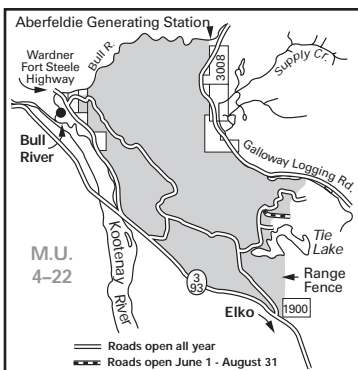 Aberfeldie Generating Station
Bull R.
Wardner
Fort Steele
Highway
3008
Supply Cr.
Bull
River
Galloway Logging Rd.
Tie
Lake
M.U.
4–22
Kootenay
River
Range
Fence
3
93
Elko
1900
Roads open all year
Roads open June 1 - August 31